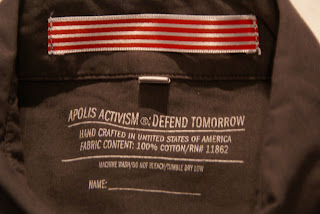 APOLIS ACTIVISM DEFEND TOMORROW
HAND CRAFTED IN UNTITED STATES OF AMERICA
FABRIC CONTENT: 100% COTTON/RN# 11862
MACHINE WASH/DO NOT BLEACH/TUMBLE DRY LOW
NAME: